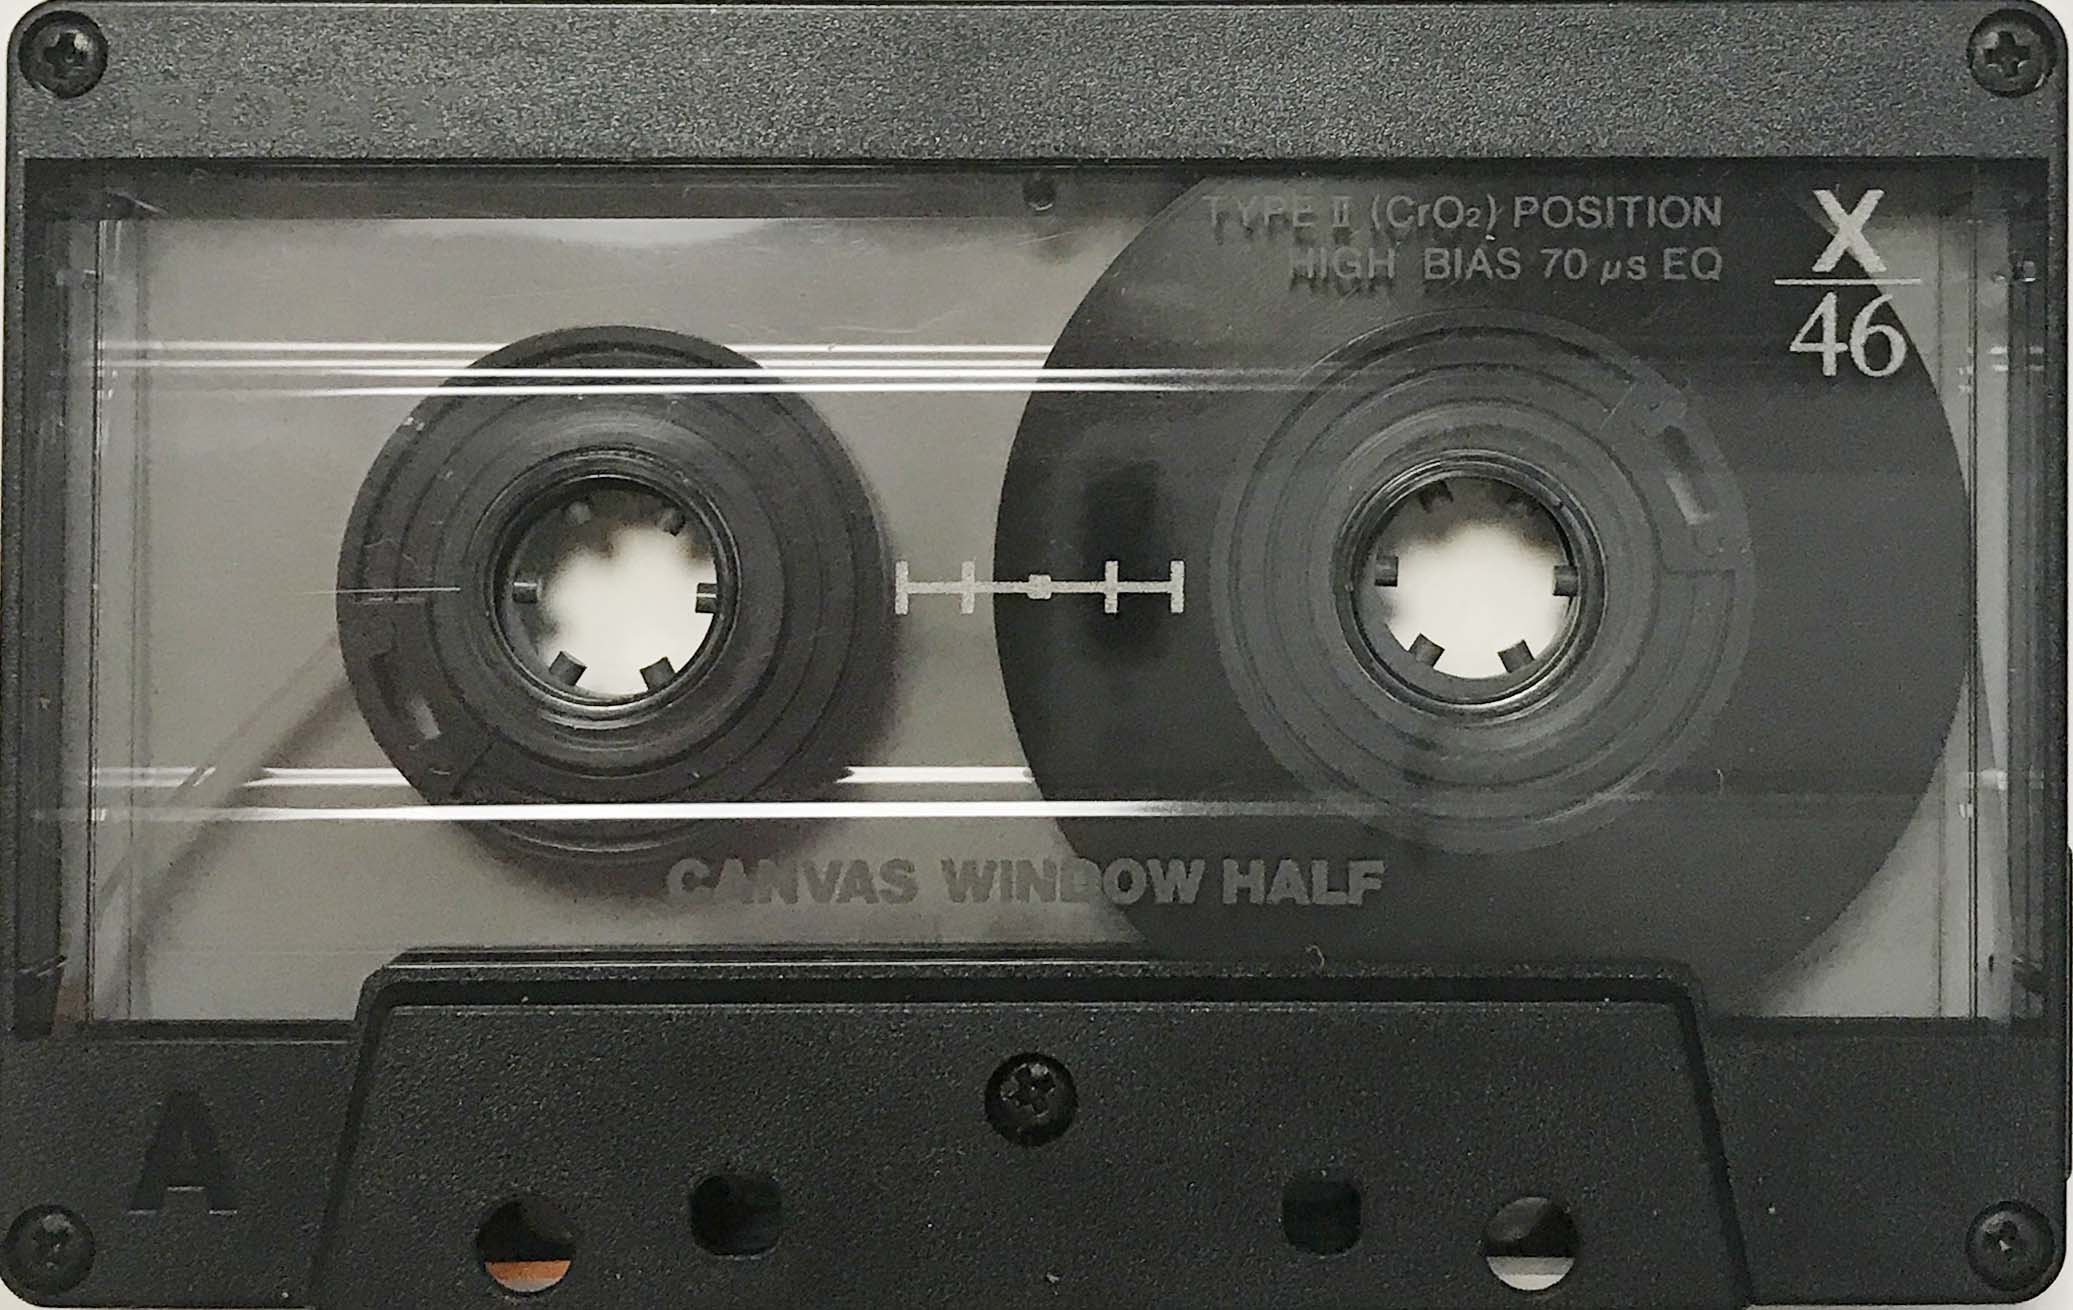 TYPE Ⅱ (CrO₂) POSITION
HIGH BIAS 70 µs EQ
X
46
CANVAS WINDOW HALF
A